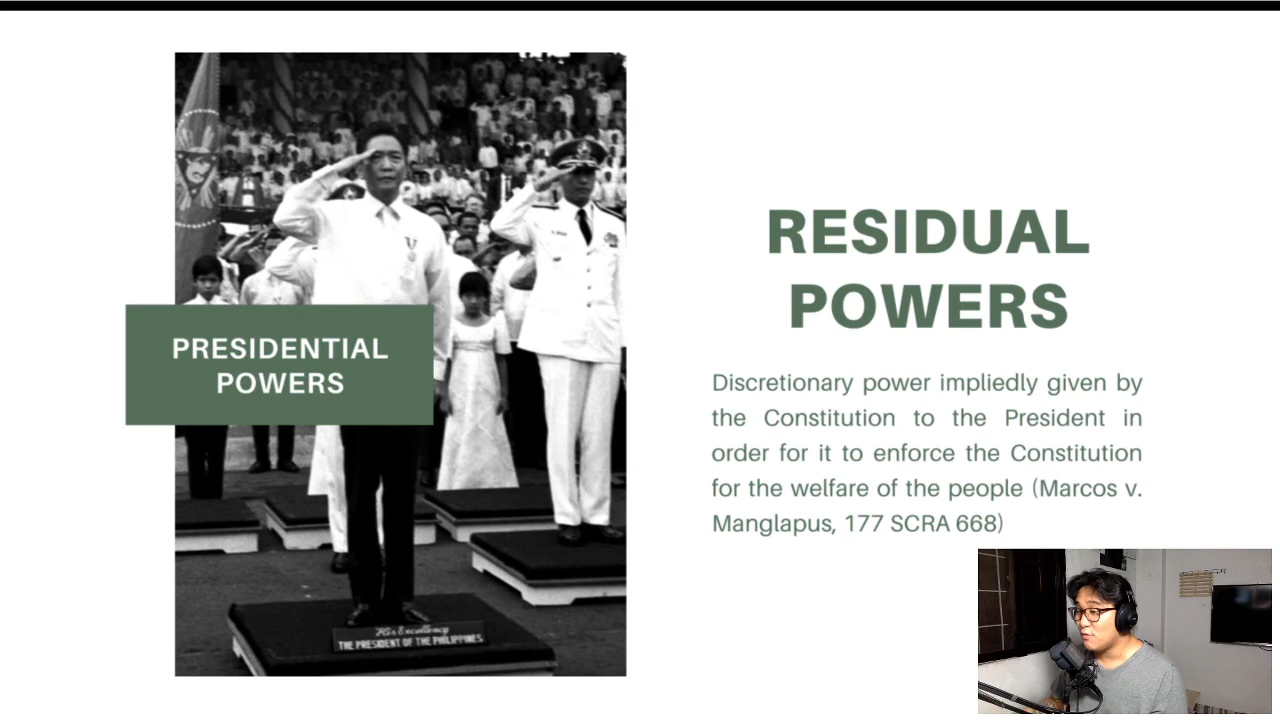 PRESIDENTIAL
POWERS
His Excellency
THE PRESIDENT OF THE PHILIPPINES
RESIDUAL
POWERS
Discretionary power impliedly given by
the Constitution to the President in
order for it to enforce the Constitution
for the welfare of the people (Marcos v.
Manglapus, 177 SCRA 668)